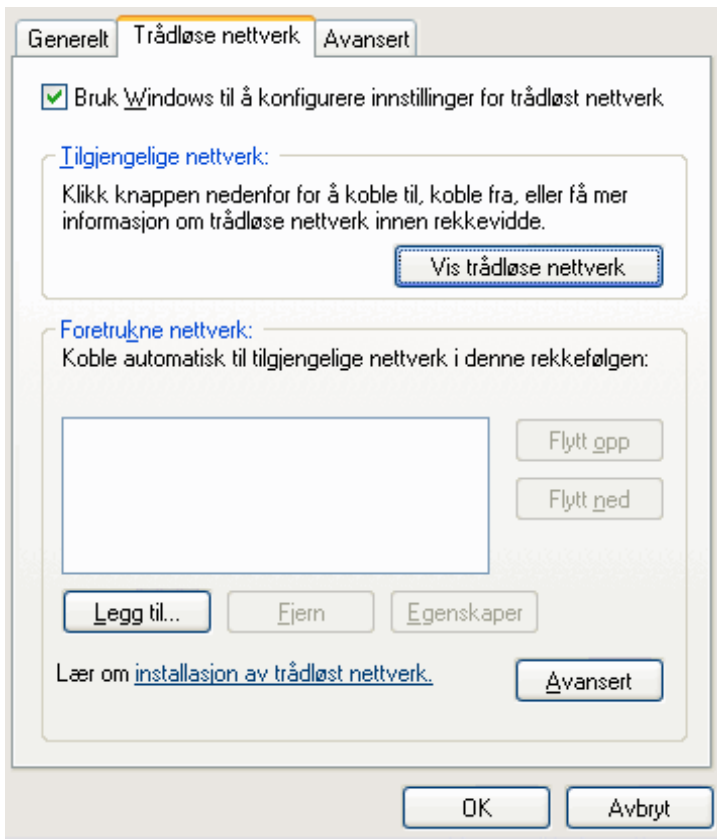 Generelt Trådløse nettverk Avansert
Bruk Windows til å konfigurere innstillinger for trådløst nettverk
Tilgjengelige nettverk:
Klikk knappen nedenfor for å koble til, koble fra, eller få mer
informasjon om trådløse nettverk innen rekkevidde.
Vis trådløse nettverk
Foretrukne nettverk:
Koble automatisk til tilgjengelige nettverk i denne rekkefølgen:
Flytt opp
Flytt ned
Legg til... Fjern Egenskaper
Lær om installasjon av trådløst nettverk. Avansert
OK Avbryt